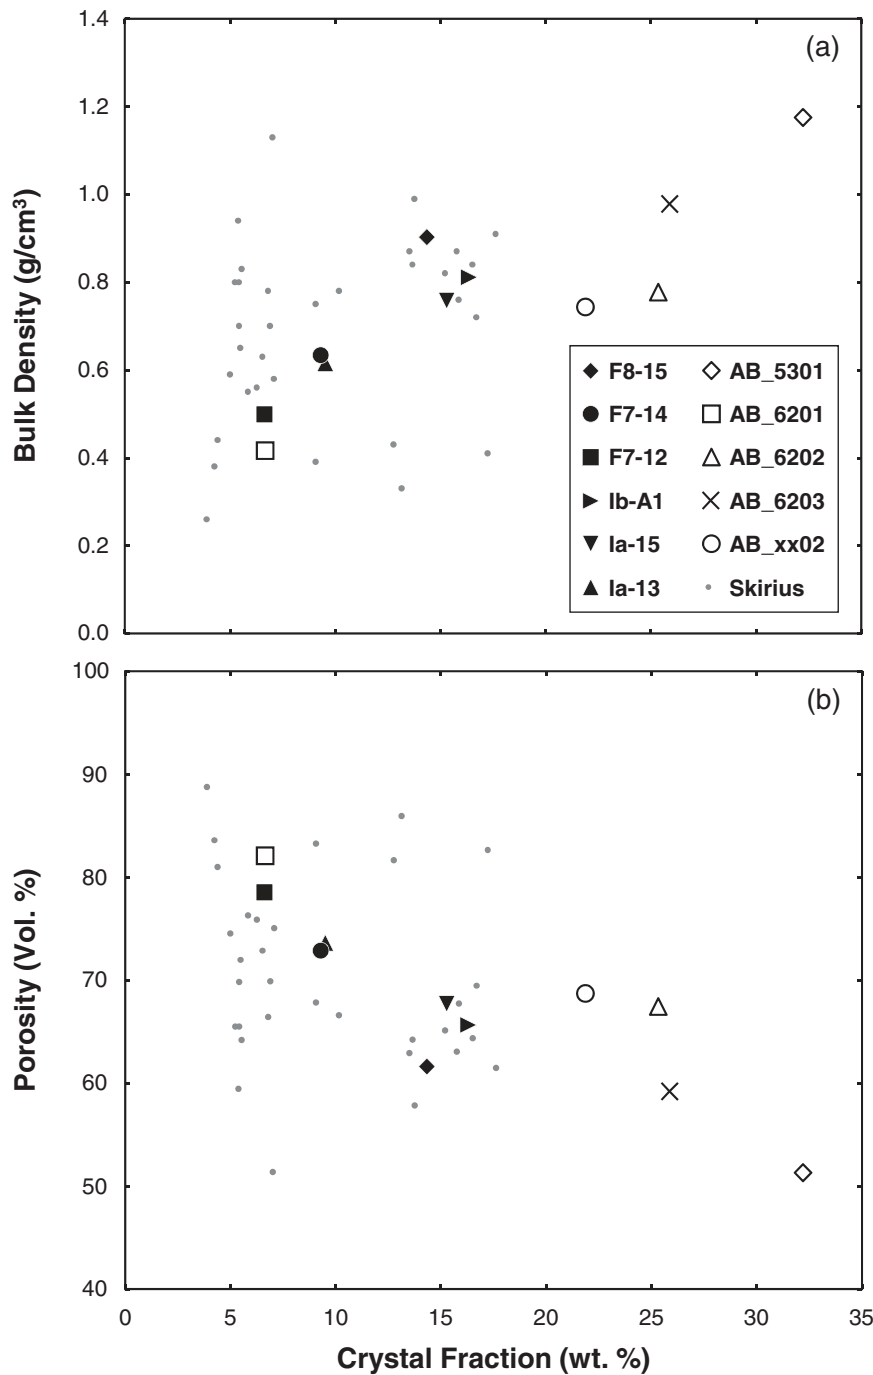 1.4
(a)
1.2
1.0
0.8
0.6
0.4
0.2
0.0
Bulk Density (g/cm³)
F8-15 AB_5301
F7-14 AB_6201
F7-12 AB_6202
Ib-A1 AB_6203
Ia-15 AB_xx02
Ia-13 Skirius
100
(b)
90
80
70
60
50
40
Porosity (Vol. %)
0 5 10 15 20 25 30 35
Crystal Fraction (wt. %)